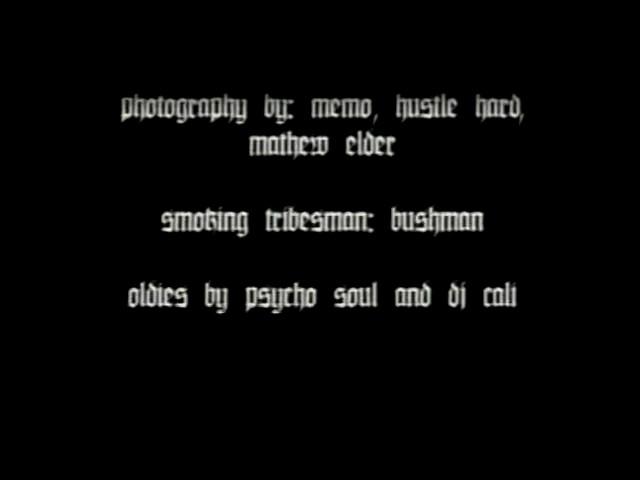 photography by: memo, hustle hard,
mathew elder
smoking tribesman: bushman
oldies by psycho soul and dj cali